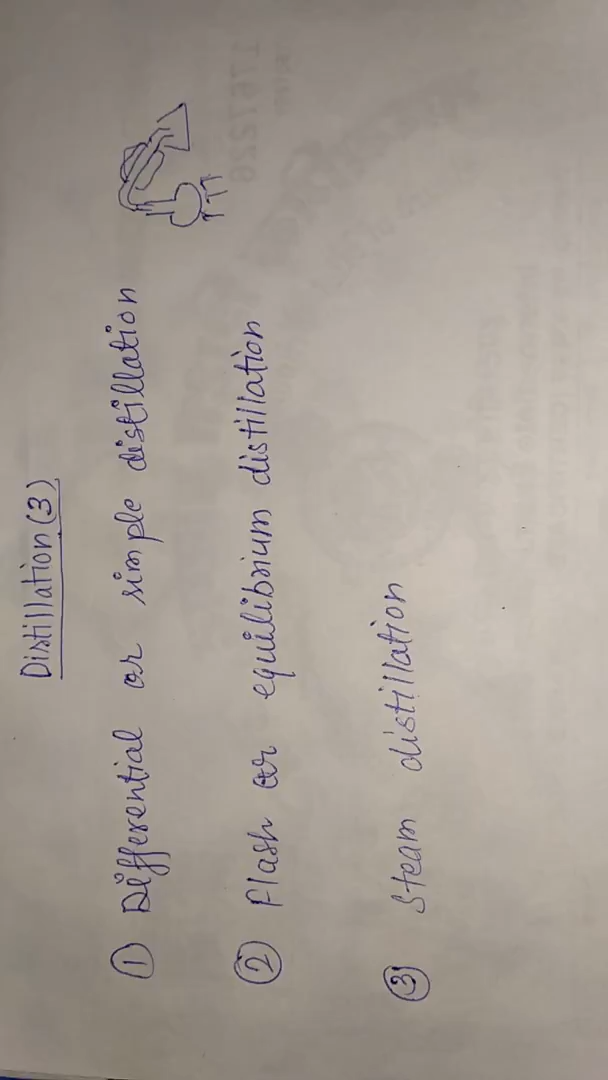 Distillation (3)
① Differential or simple distillation
② Flash or equilibrium distillation
③ Steam distillation